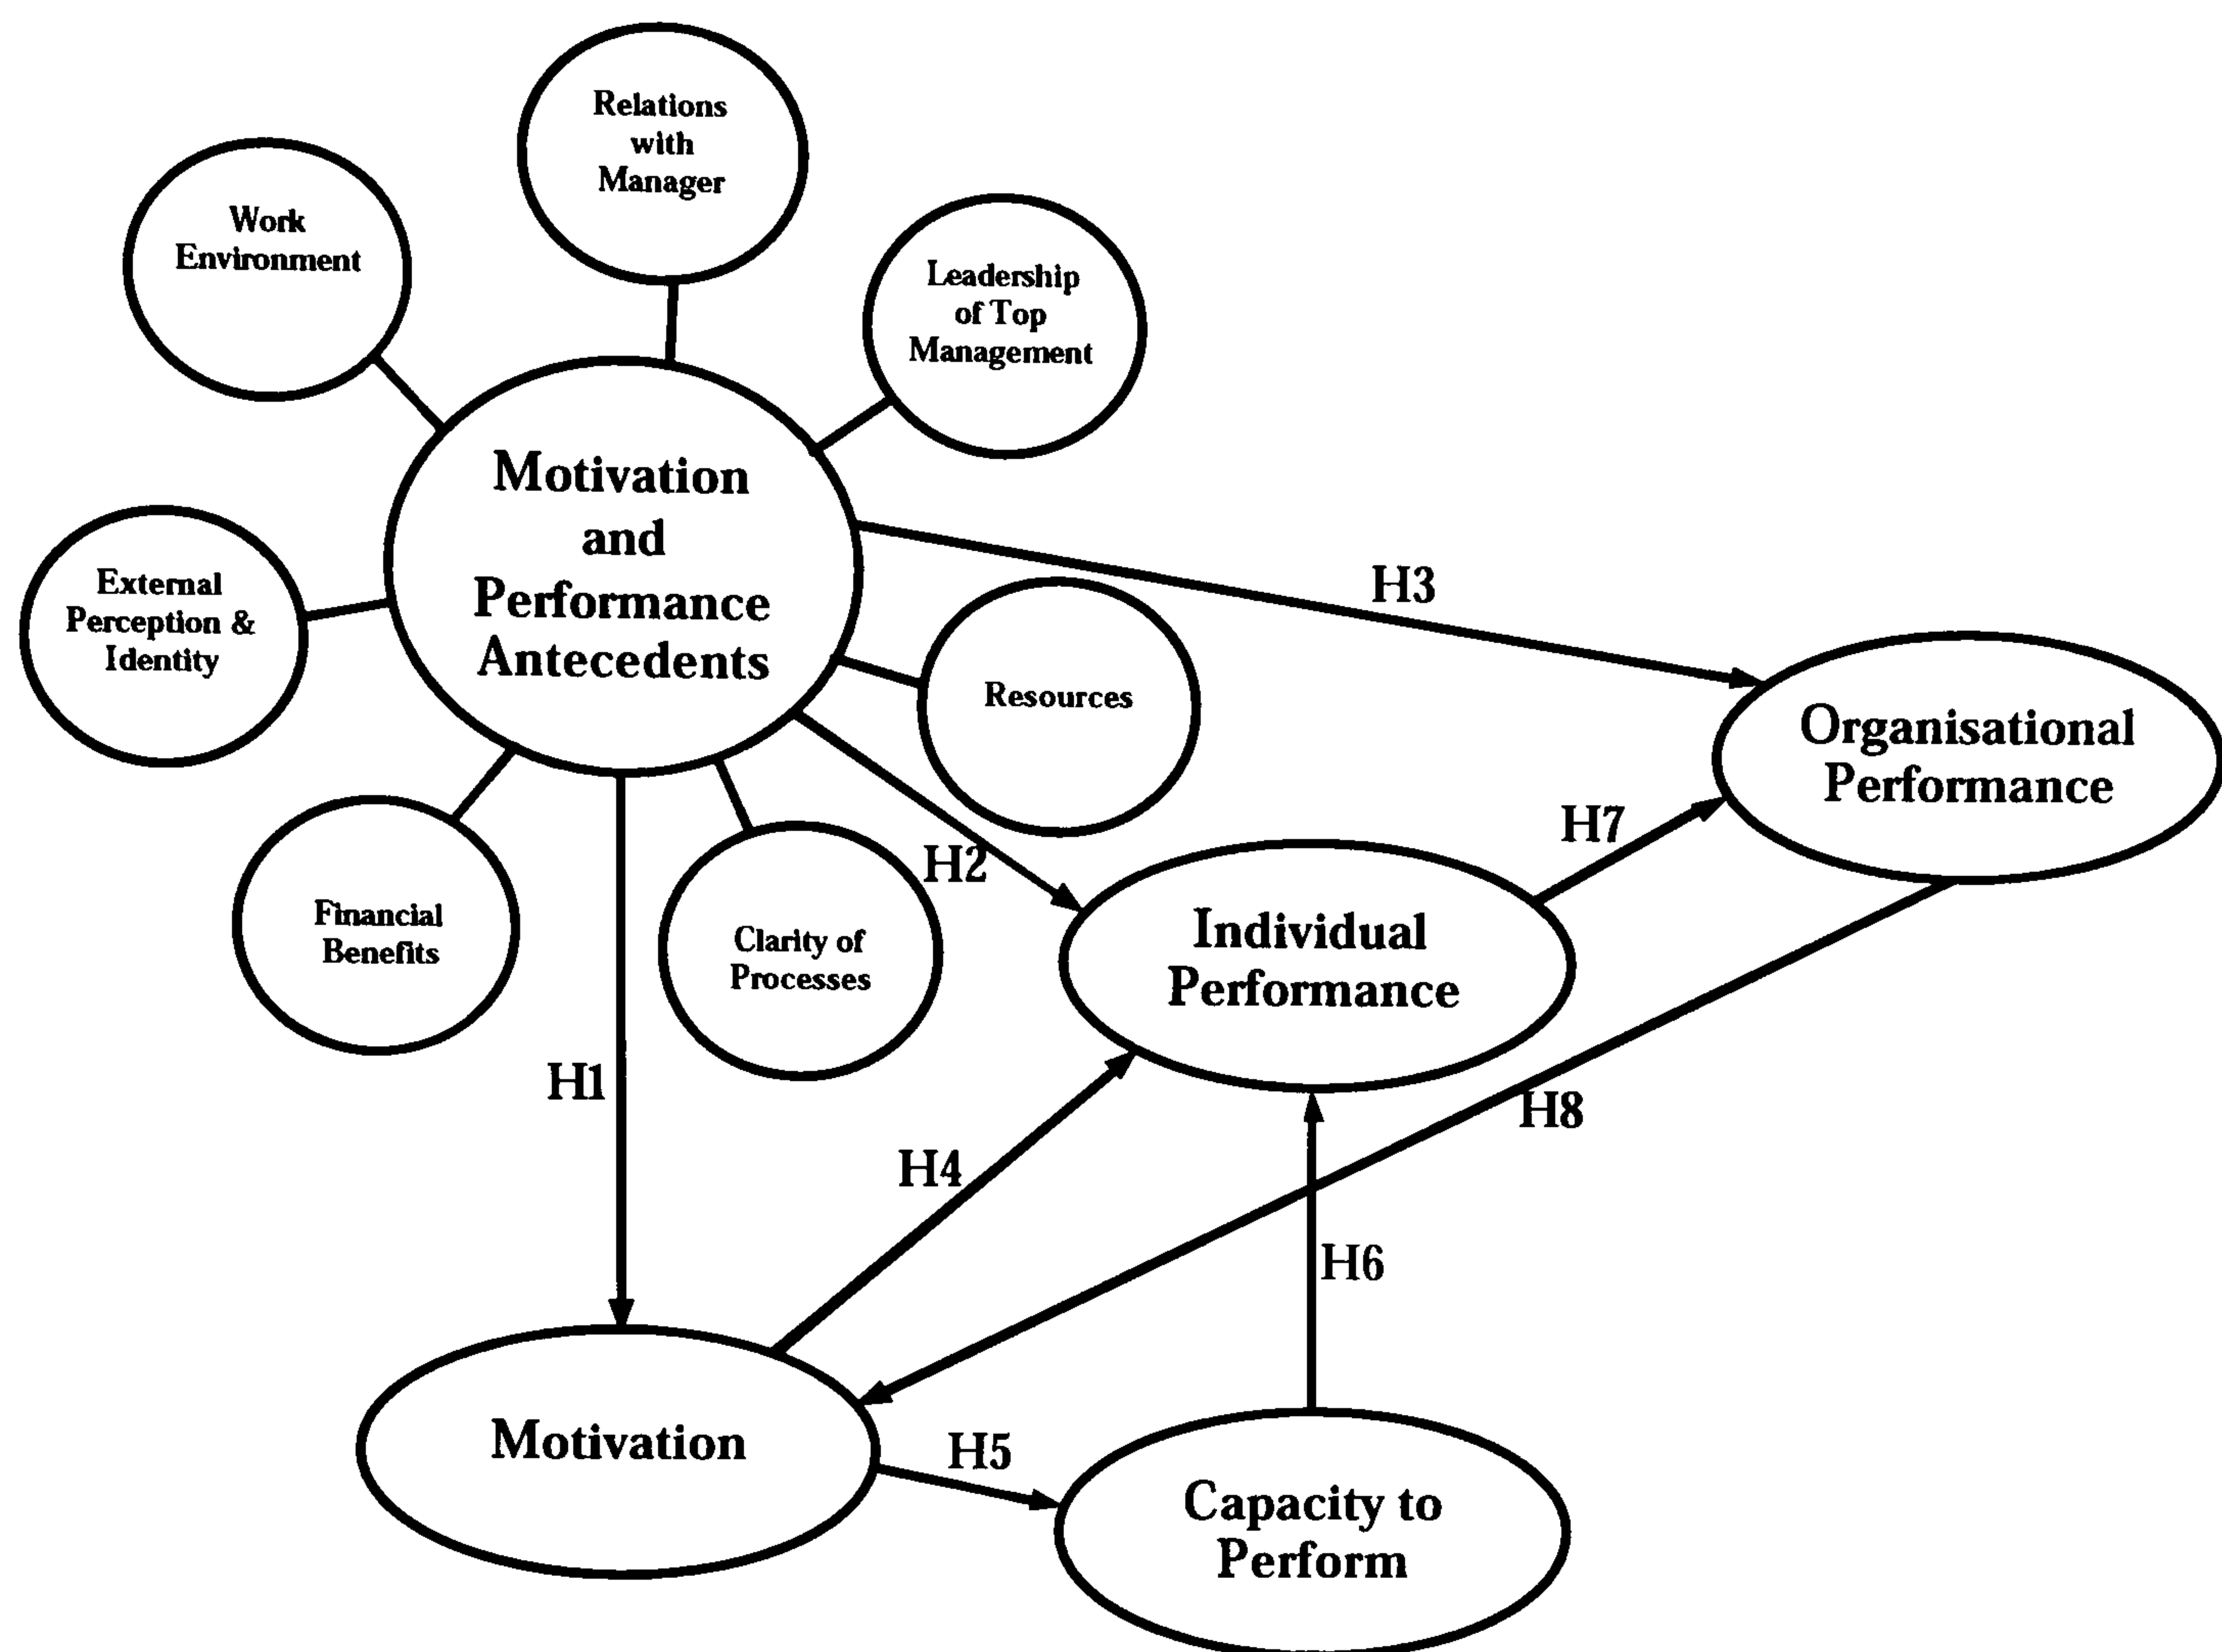 Relations
with
Manager
Work
Environment
Leadership
of Top
Management
Motivation
and
Performance
Antecedents
External
Perception &
Identity
Resources
H3
Organisational
Performance
H7
H2
Individual
Performance
Financial
Benefits
Clarity of
Processes
H1
H4
H8
H6
Motivation
H5
Capacity to
Perform